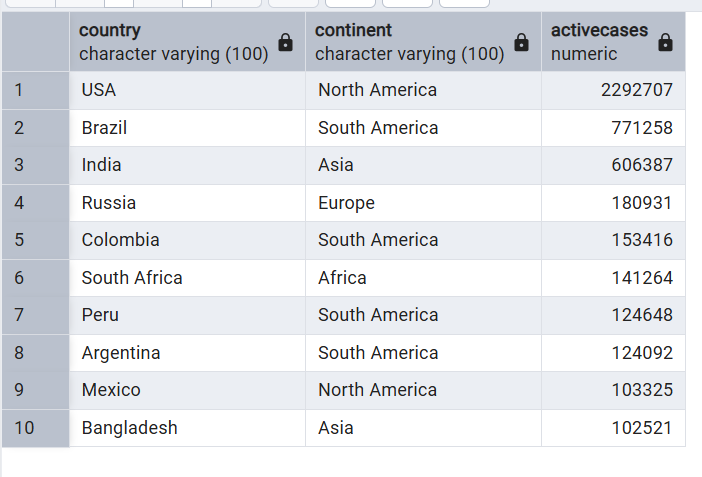 country continent activecases
character varying (100) character varying (100) numeric
1 USA North America 2292707
2 Brazil South America 771258
3 India Asia 606387
4 Russia Europe 180931
5 Colombia South America 153416
6 South Africa Africa 141264
7 Peru South America 124648
8 Argentina South America 124092
9 Mexico North America 103325
10 Bangladesh Asia 102521